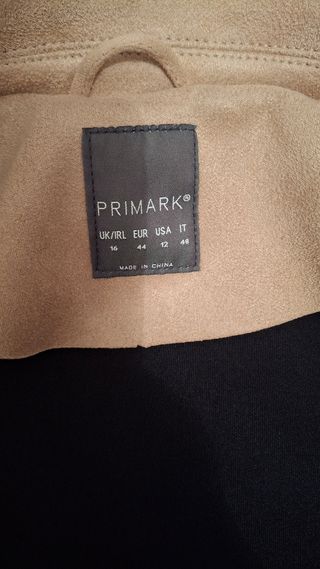 PRIMARK®
UK/IRL EUR USA IT
16 44 12 48
MADE IN CHINA